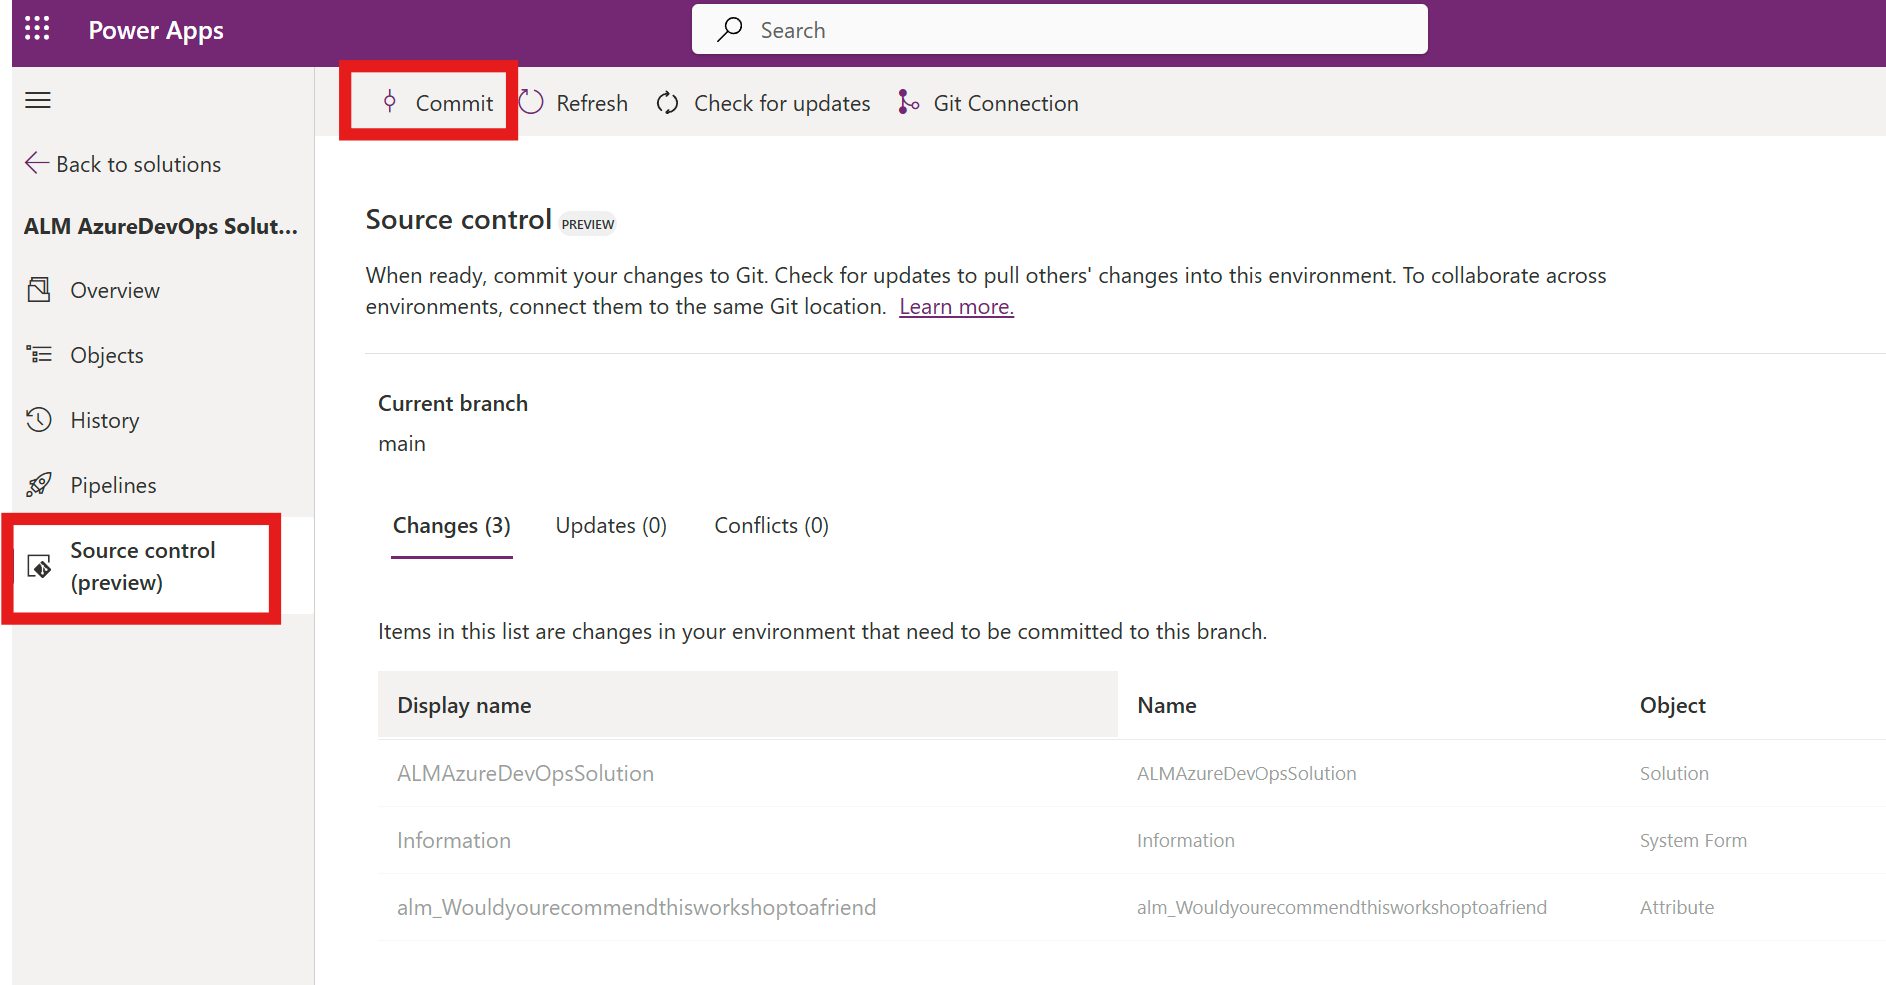 Power Apps
Search
Commit
Refresh
Check for updates
Git Connection
Back to solutions
ALM AzureDevOps Solut...
Overview
Objects
History
Pipelines
Source control
(preview)
Source control PREVIEW
When ready, commit your changes to Git. Check for updates to pull others' changes into this environment. To collaborate across
environments, connect them to the same Git location. Learn more.
Current branch
main
Changes (3) Updates (0) Conflicts (0)
Items in this list are changes in your environment that need to be committed to this branch.
Display name Name Object
ALMAzureDevOpsSolution ALMAzureDevOpsSolution Solution
Information Information System Form
alm_Wouldyourecommendthisworkshoptoafriend alm_Wouldyourecommendthisworkshoptoafriend Attribute